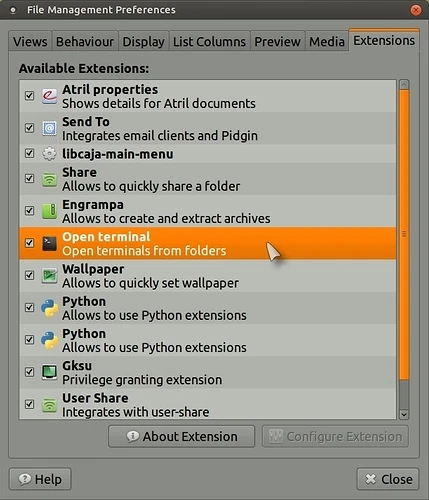 File Management Preferences
Views Behaviour Display List Columns Preview Media Extensions
Available Extensions:
Atril properties
Shows details for Atril documents
Send To
Integrates email clients and Pidgin
libcaja-main-menu
Share
Allows to quickly share a folder
Engrampa
Allows to create and extract archives
Open terminal
Open terminals from folders
Wallpaper
Allows to quickly set wallpaper
Python
Allows to use Python extensions
Python
Allows to use Python extensions
Gksu
Privilege granting extension
User Share
Integrates with user-share
About Extension Configure Extension
Help Close